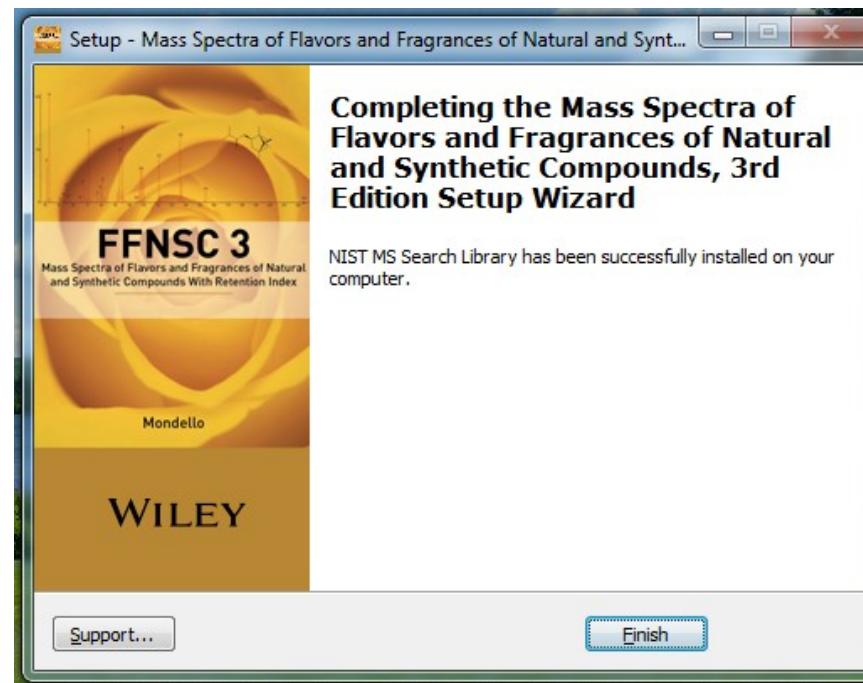 Setup - Mass Spectra of Flavors and Fragrances of Natural and Synt...
FFNSC 3
Mass Spectra of Flavors and Fragrances of Natural
and Synthetic Compounds With Retention Index
Mondello
WILEY
Completing the Mass Spectra of
Flavors and Fragrances of Natural
and Synthetic Compounds, 3rd
Edition Setup Wizard
NIST MS Search Library has been successfully installed on your
computer.
Support...
Finish